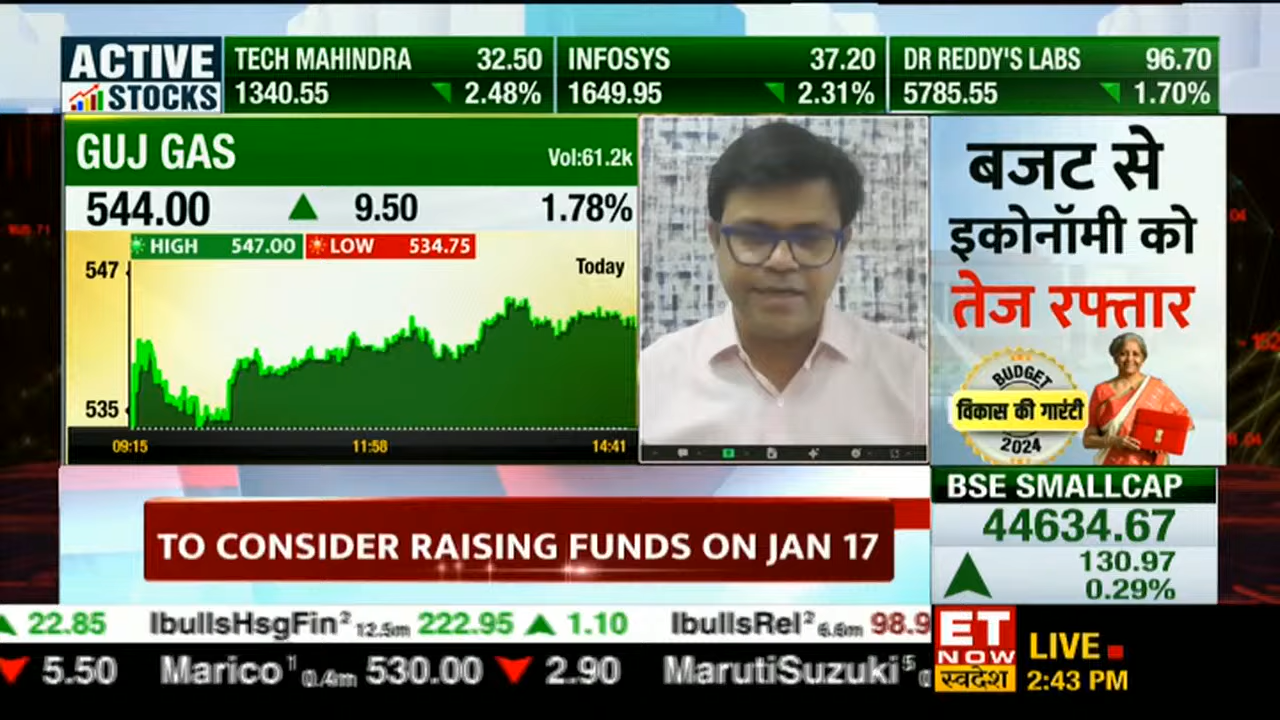 ACTIVE STOCKS
TECH MAHINDRA 32.50
1340.55 2.48%
INFOSYS 37.20
1649.95 2.31%
DR REDDY'S LABS 96.70
5785.55 1.70%
GUJ GAS Vol:61.2k
544.00 9.50 1.78%
HIGH 547.00 LOW 534.75
Today
547
535
09:15 11:58 14:41
बजट से
इकोनॉमी को
तेज रफ्तार
BUDGET
विकास की गारंटी
2024
TO CONSIDER RAISING FUNDS ON JAN 17
BSE SMALLCAP
44634.67
130.97
0.29%
22.85 IbullsHsgFin 2 12.5m 222.95 1.10 IbullsRel 2 6.6m 98.9
5.50 Marico 1 0.4m 530.00 2.90 MarutiSuzuki 5
ET
NOW
स्वदेश
LIVE
2:43 PM